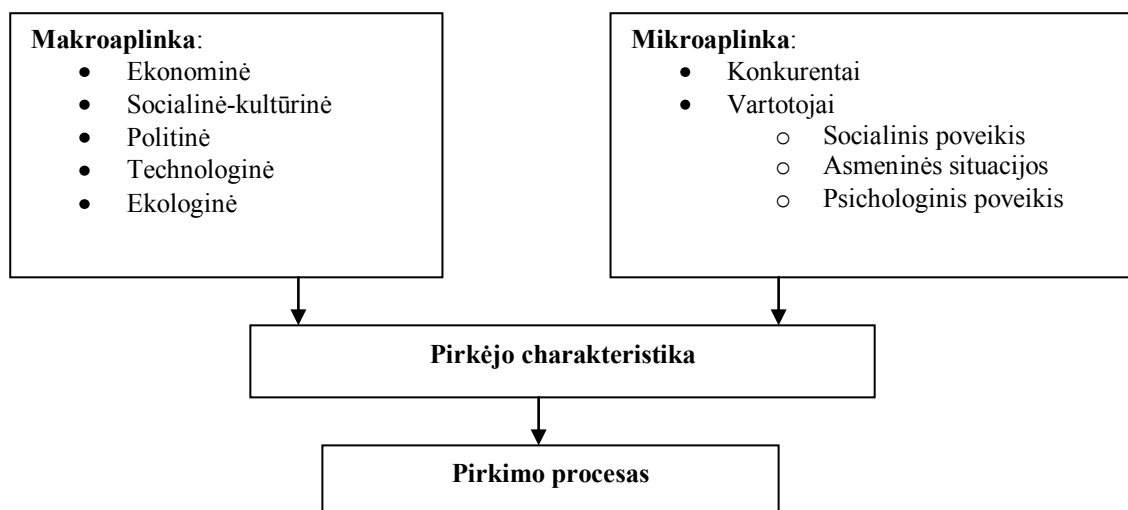 Makroaplinka:
• Ekonominė
• Socialinė-kultūrinė
• Politinė
• Technologinė
• Ekologinė
Mikroaplinka:
• Konkurentai
• Vartotojai
o Socialinis poveikis
o Asmeninės situacijos
o Psichologinis poveikis
Pirkėjo charakteristika
Pirkimo procesas